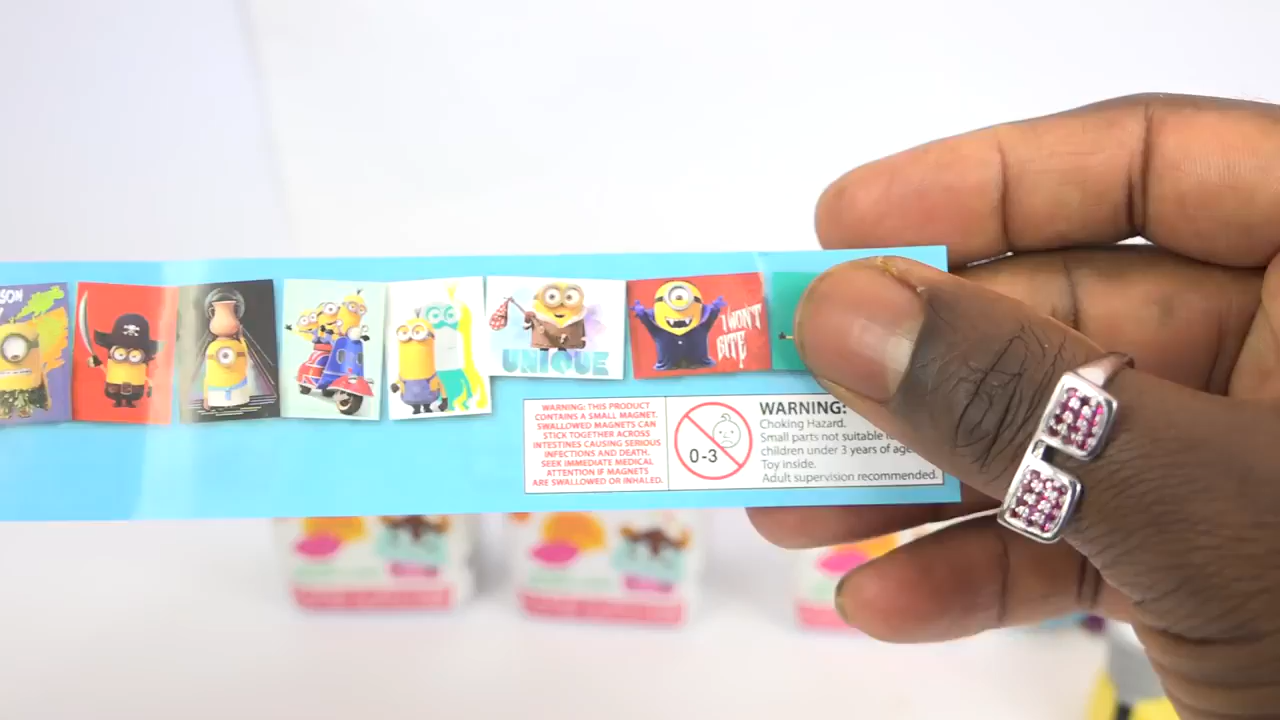 SON
UNIQUE
I WON'T
BITE
WARNING: THIS PRODUCT
CONTAINS A SMALL MAGNET.
SWALLOWED MAGNETS CAN
STICK TOGETHER ACROSS
INTESTINES CAUSING SERIOUS
INFECTIONS AND DEATH.
SEEK IMMEDIATE MEDICAL
ATTENTION IF MAGNETS
ARE SWALLOWED OR INHALED.
0-3
WARNING:
Choking Hazard.
Small parts not suitable
children under 3 years of age.
Toy inside.
Adult supervision recommended.